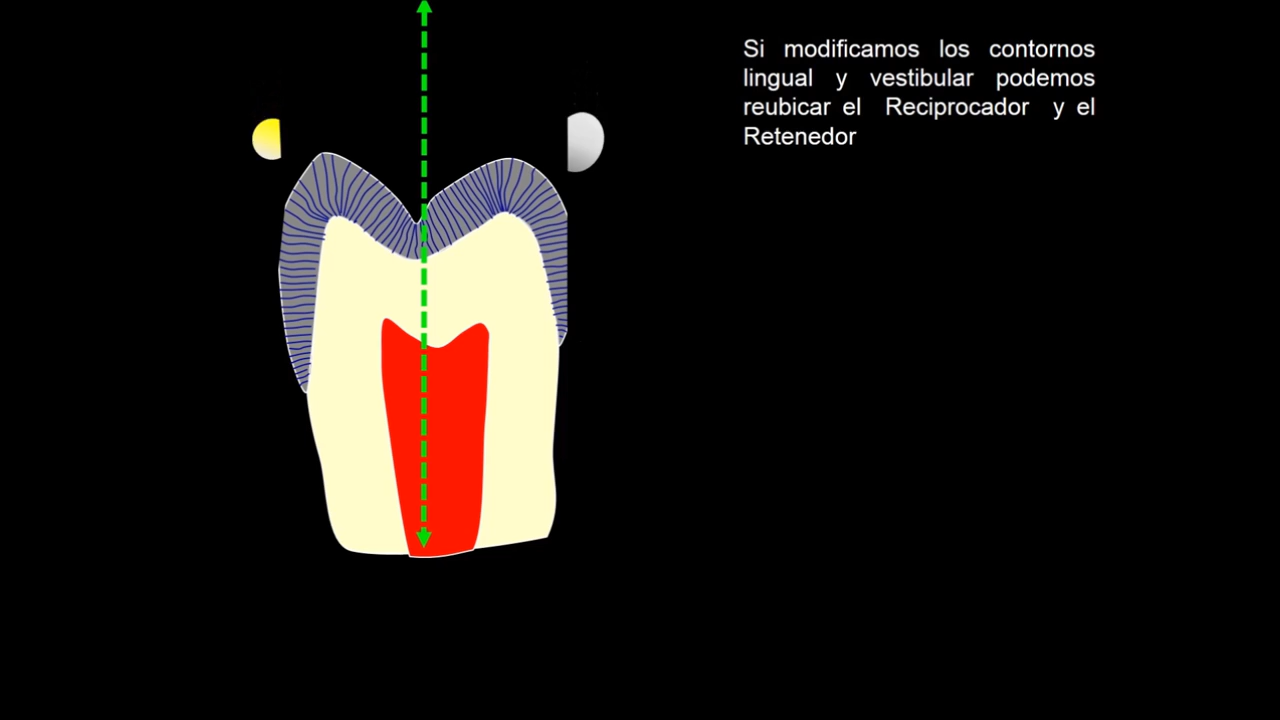 Si modificamos los contornos
lingual y vestibular podemos
reubicar el Reciprocador y el
Retenedor